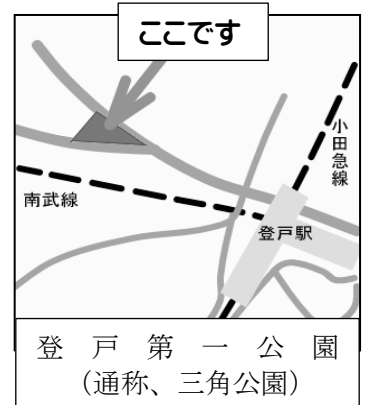 ここです
小田急線
南武線
登戸駅
登戸第一公園
（通称、三角公園）